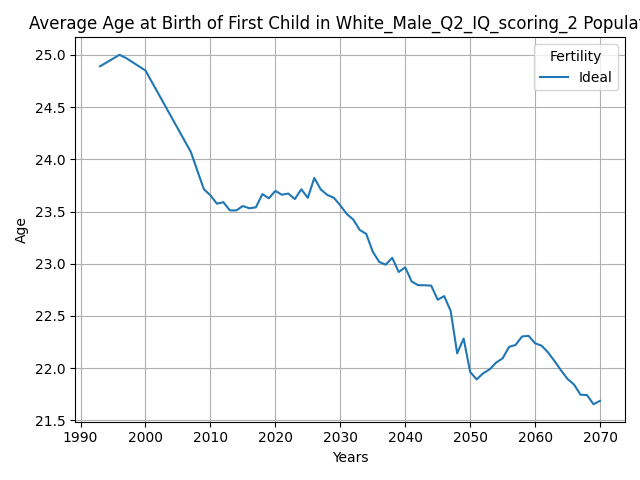 Average Age at Birth of First Child in White_Male_Q2_IQ_scoring_2
Fertility
Ideal
25.0
24.5
24.0
23.5
23.0
22.5
22.0
21.5
Age
1990 2000 2010 2020 2030 2040 2050 2060 2070
Years